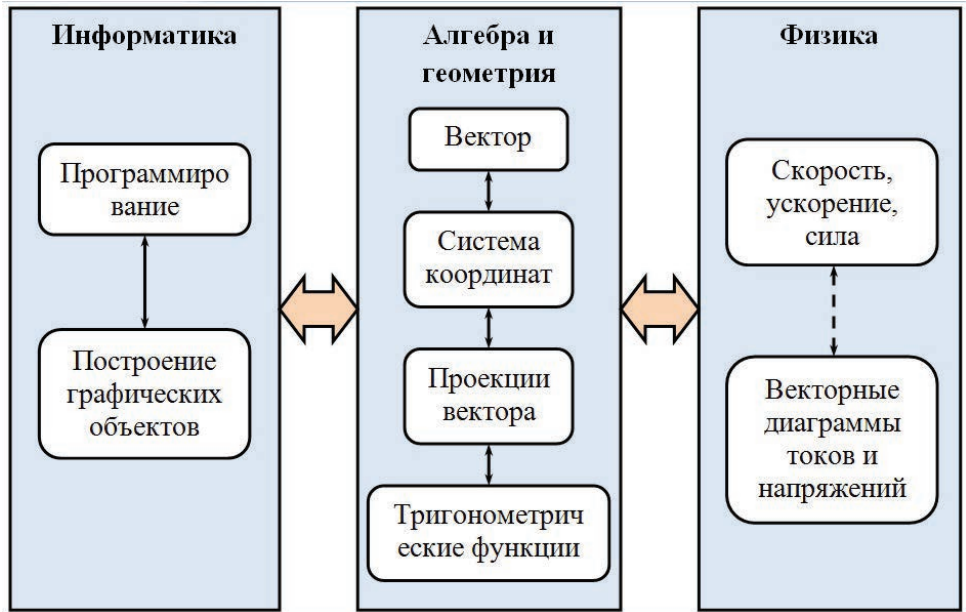 Информатика
Программиро
вание
Построение
графических
объектов
Алгебра и
геометрия
Вектор
Система
координат
Проекции
вектора
Тригонометрич
еские функции
Физика
Скорость,
ускорение,
сила
Векторные
диаграммы
токов и
напряжений